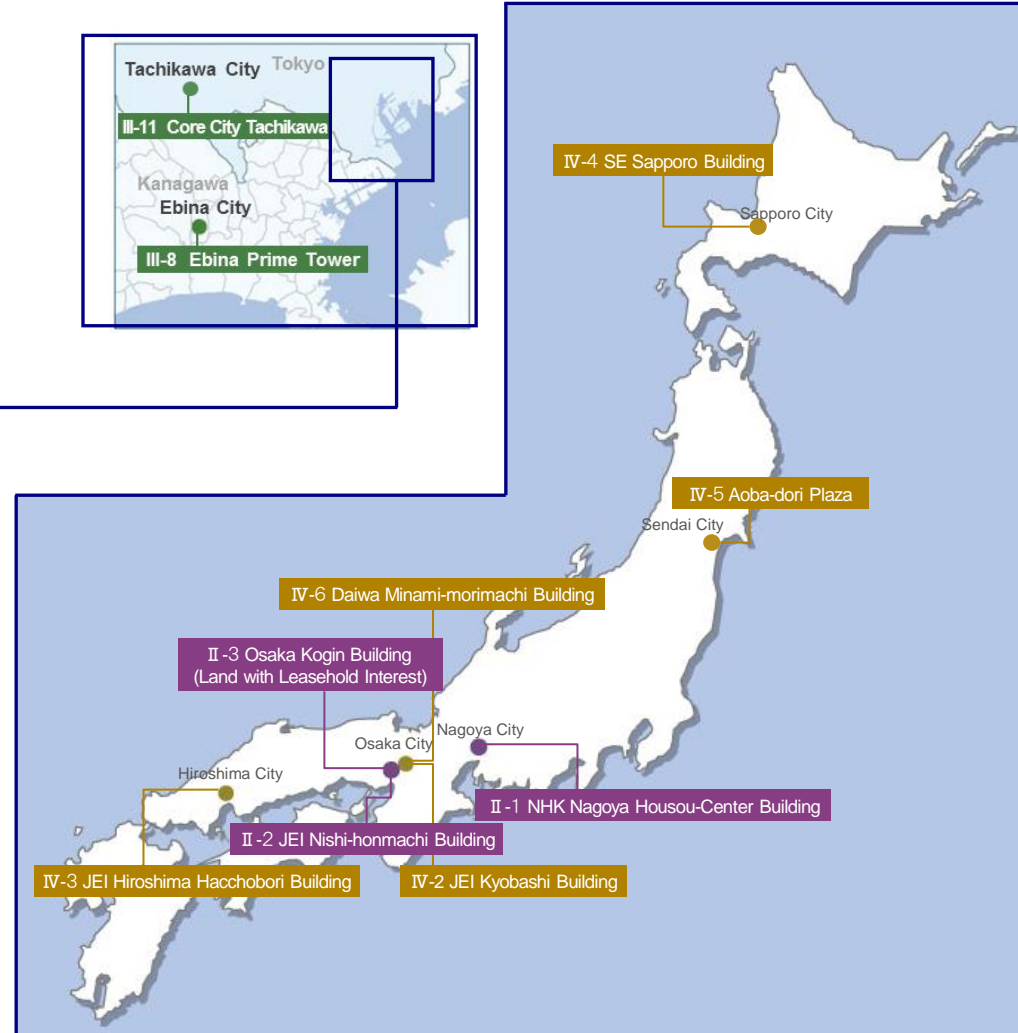 Tachikawa City
Tokyo
III-11 Core City Tachikawa
Kanagawa
Ebina City
III-8 Ebina Prime Tower
Ⅳ-4 SE Sapporo Building
Sapporo City
Ⅳ-5 Aoba-dori Plaza
Sendai City
Ⅳ-6 Daiwa Minami-morimachi Building
Ⅱ-3 Osaka Kogin Building
(Land with Leasehold Interest)
Nagoya City
Osaka City
Hiroshima City
Ⅱ-1 NHK Nagoya Housou-Center Building
Ⅱ-2 JEI Nishi-honmachi Building
Ⅳ-3 JEI Hiroshima Hacchobori Building
Ⅳ-2 JEI Kyobashi Building